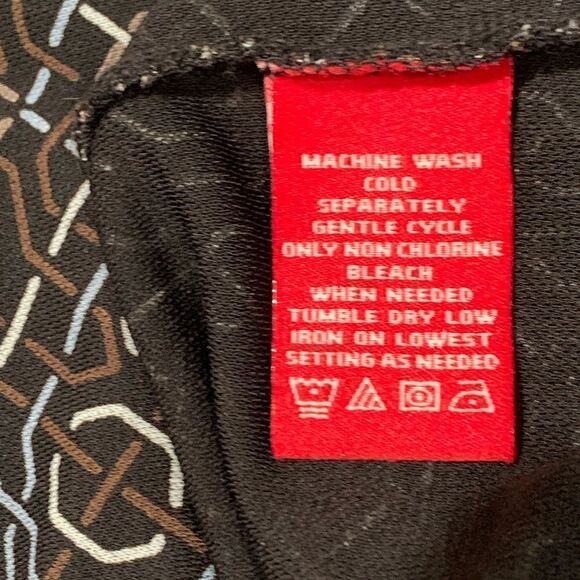 MACHINE WASH
COLD
SEPARATELY
GENTLE CYCLE
ONLY NON CHLORINE
BLEACH
WHEN NEEDED
TUMBLE DRY LOW
IRON ON LOWEST
SETTING AS NEEDED